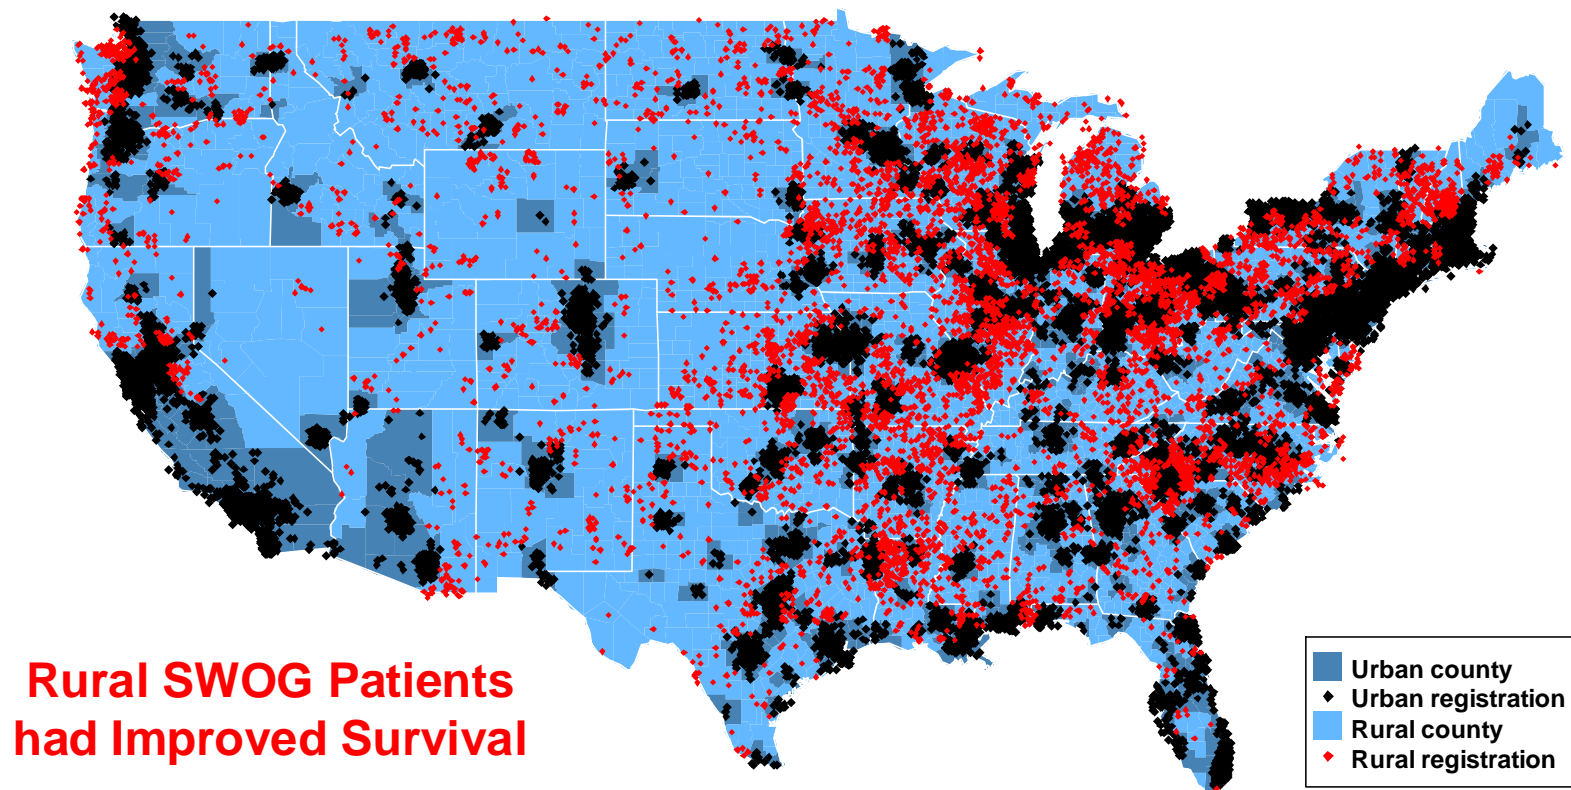 Rural SWOG Patients
had Improved Survival
Urban county
Urban registration
Rural county
Rural registration